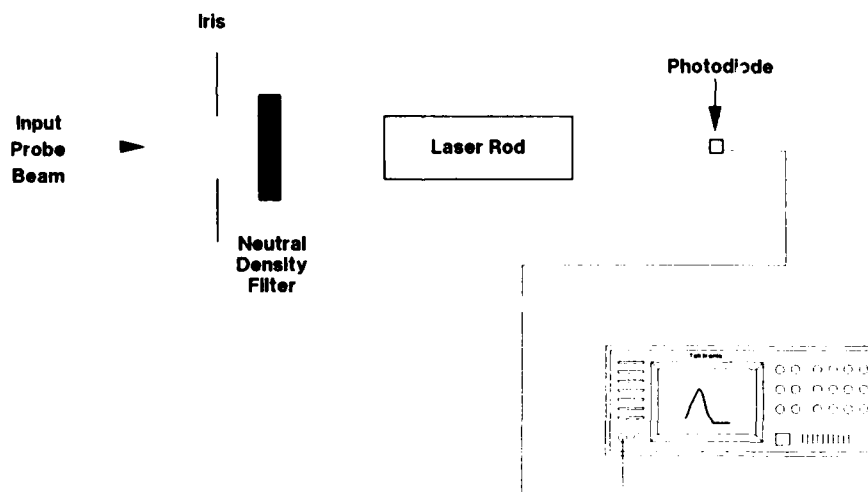 Iris
Photodiode
Input
Probe
Beam
Laser Rod
Neutral
Density
Filter